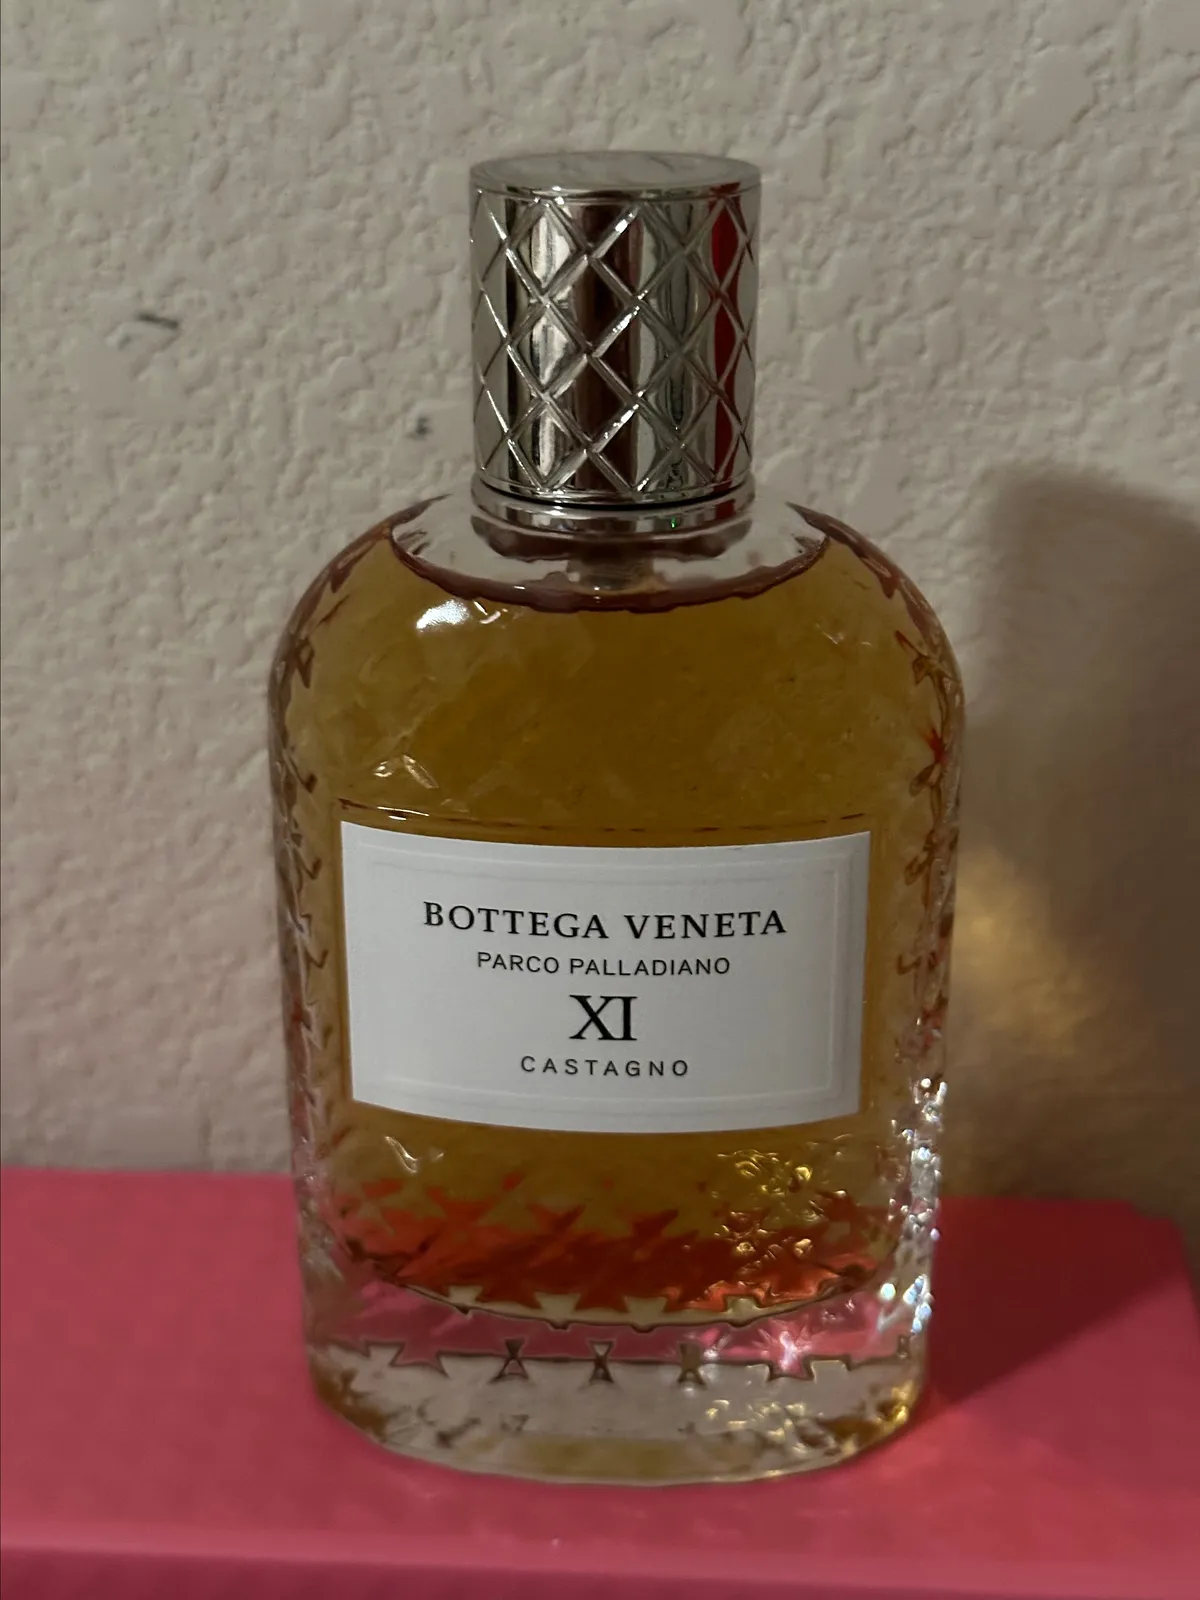 BOTTEGA VENETA
PARCO PALLADIANO
XI
CASTAGNO